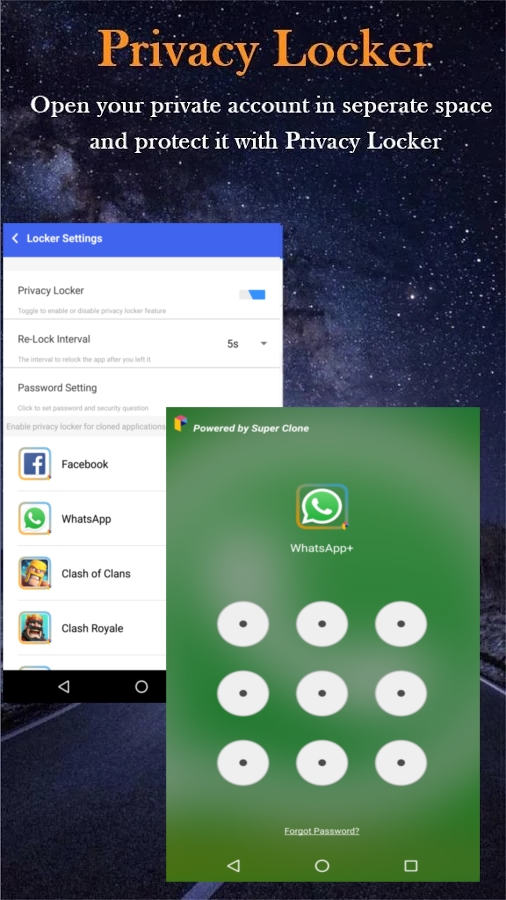 Privacy Locker
Open your private account in seperate space
and protect it with Privacy Locker
Locker Settings
Privacy Locker
Toggle to enable or disable privacy locker feature
Re-Lock Interval
5s
The interval to relock the app after you left it
Password Setting
Click to set password and security question
Enable privacy locker for cloned applications
Facebook
WhatsApp
Clash of Clans
Clash Royale
Powered by Super Clone
WhatsApp+
Forgot Password?